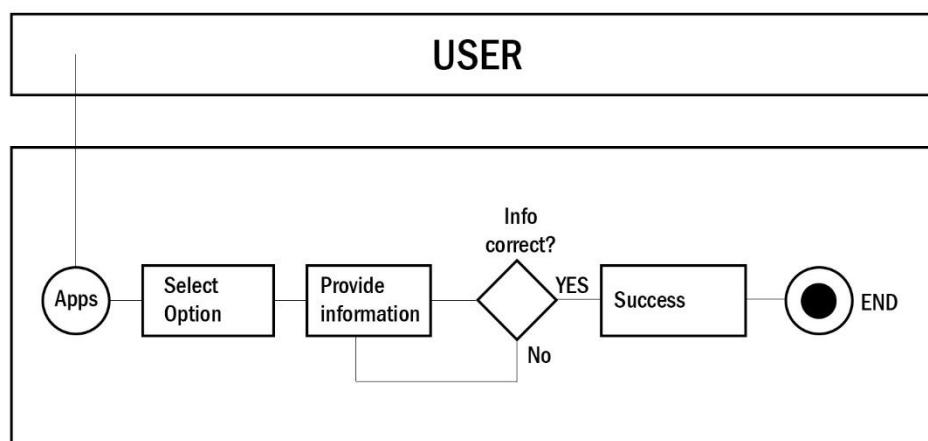 USER
Info
correct?
Apps
Select
Option
Provide
information
YES
Success
END
No